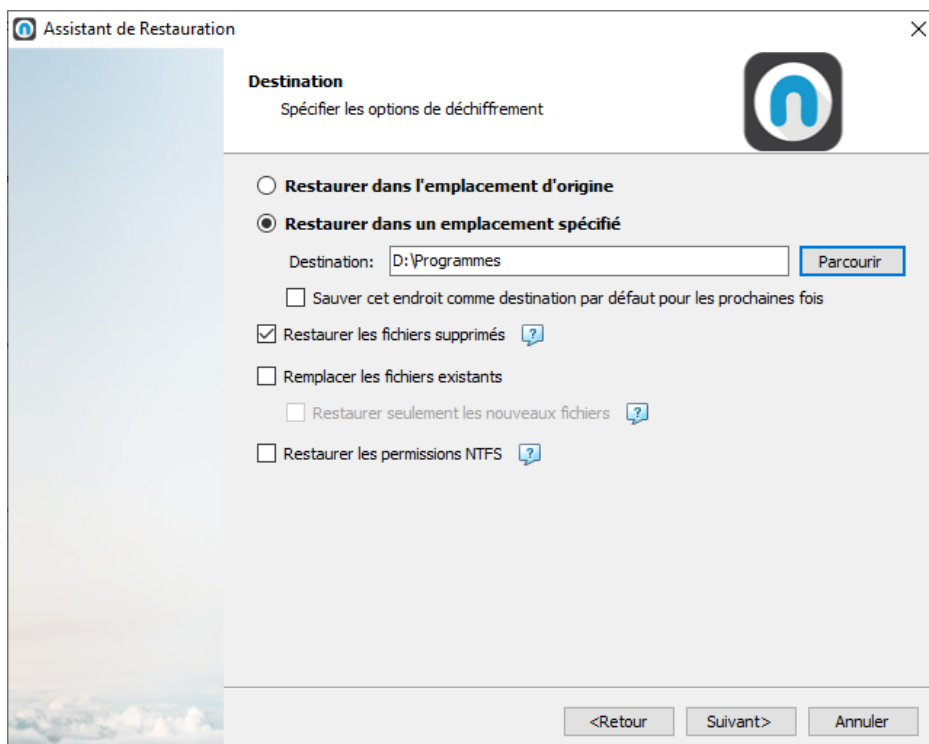 Assistant de Restauration
Destination
Spécifier les options de déchiffrement
Restaurer dans l'emplacement d'origine
Restaurer dans un emplacement spécifié
Destination: D:\Programmes Parcourir
Sauver cet endroit comme destination par défaut pour les prochaines fois
Restaurer les fichiers supprimés ?
Remplacer les fichiers existants
Restaurer seulement les nouveaux fichiers ?
Restaurer les permissions NTFS ?
<Retour Suivant> Annuler